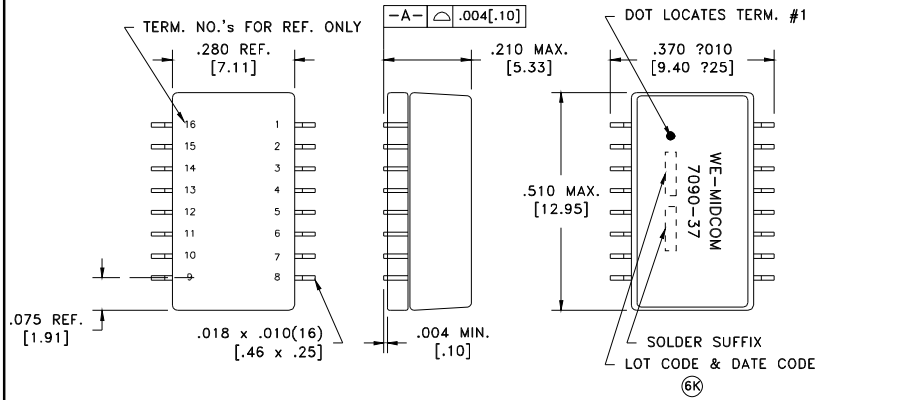 TERM. NO.'s FOR REF. ONLY
.280 REF.
[7.11]
16 1
15 2
14 3
13 4
12 5
11 6
10 7
9 8
.075 REF.
[1.91]
.018 x .010(16)
[.46 x .25]
-A- .004[.10]
.210 MAX.
[5.33]
.004 MIN.
[.10]
DOT LOCATES TERM. #1
.370 ?010
[9.40 ?25]
.510 MAX.
[12.95]
WE-MIDCOM
7090-37
SOLDER SUFFIX
LOT CODE & DATE CODE
6K